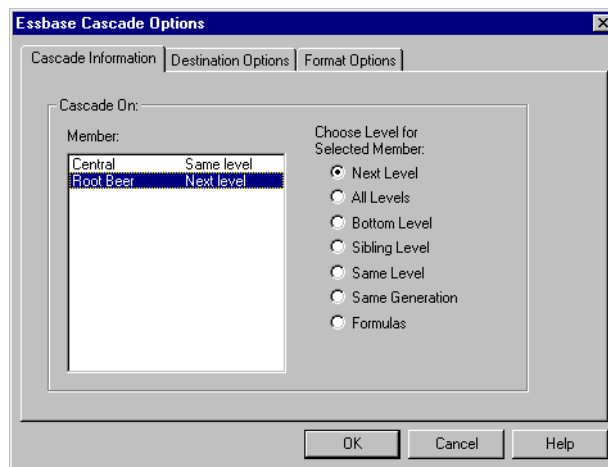 Essbase Cascade Options
Cascade Information Destination Options Format Options
Cascade On:
Member:
Central Same level
Root Beer Next level
Choose Level for
Selected Member:
Next Level
All Levels
Bottom Level
Sibling Level
Same Level
Same Generation
Formulas
OK Cancel Help